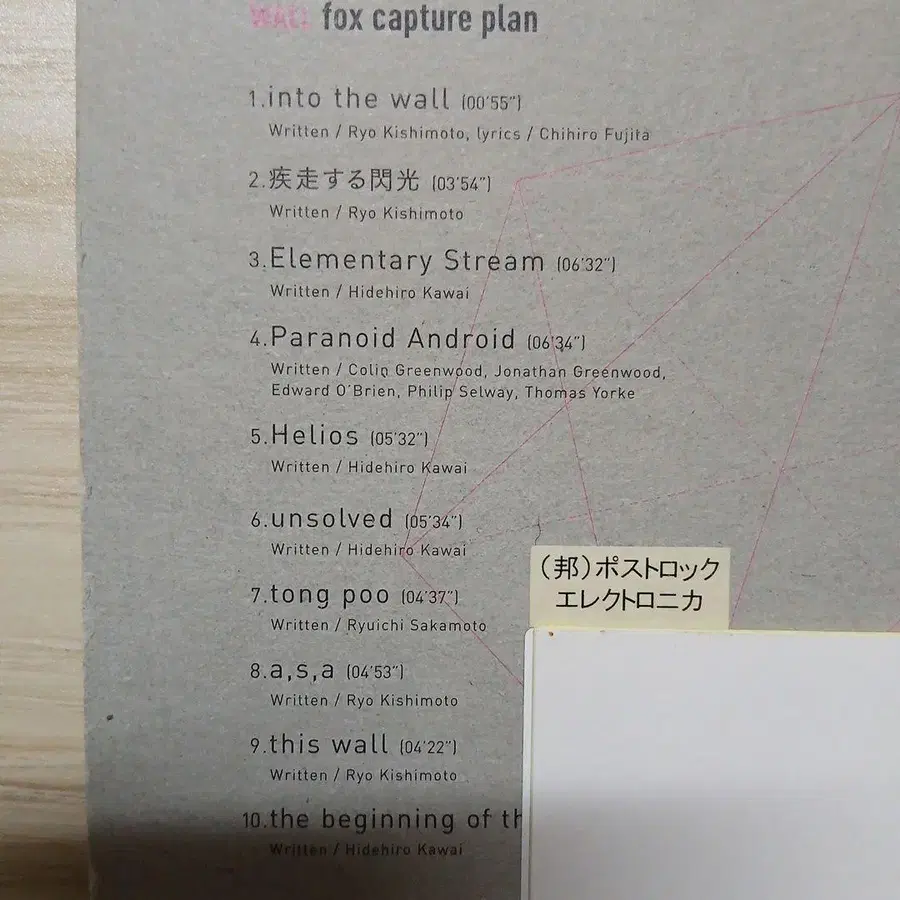 WALL fox capture plan
1.into the wall (00'55")
Written / Ryo Kishimoto, lyrics / Chihiro Fujita
2.疾走する閃光 (03'54")
Written / Ryo Kishimoto
3.Elementary Stream (06'32")
Written / Hidehiro Kawai
4.Paranoid Android (06'34")
Written / Colin Greenwood, Jonathan Greenwood,
Edward O'Brien, Philip Selway, Thomas Yorke
5.Helios (05'32")
Written / Hidehiro Kawai
6.unsolved (05'34")
Written / Hidehiro Kawai
7.tong poo (04'37")
Written / Ryuichi Sakamoto
8.a,s,a (04'53")
Written / Ryo Kishimoto
9.this wall (04'22")
Written / Ryo Kishimoto
10.the beginning of
Written / Hidehiro Kawai
(邦)ポストロック
エレクトロニカ